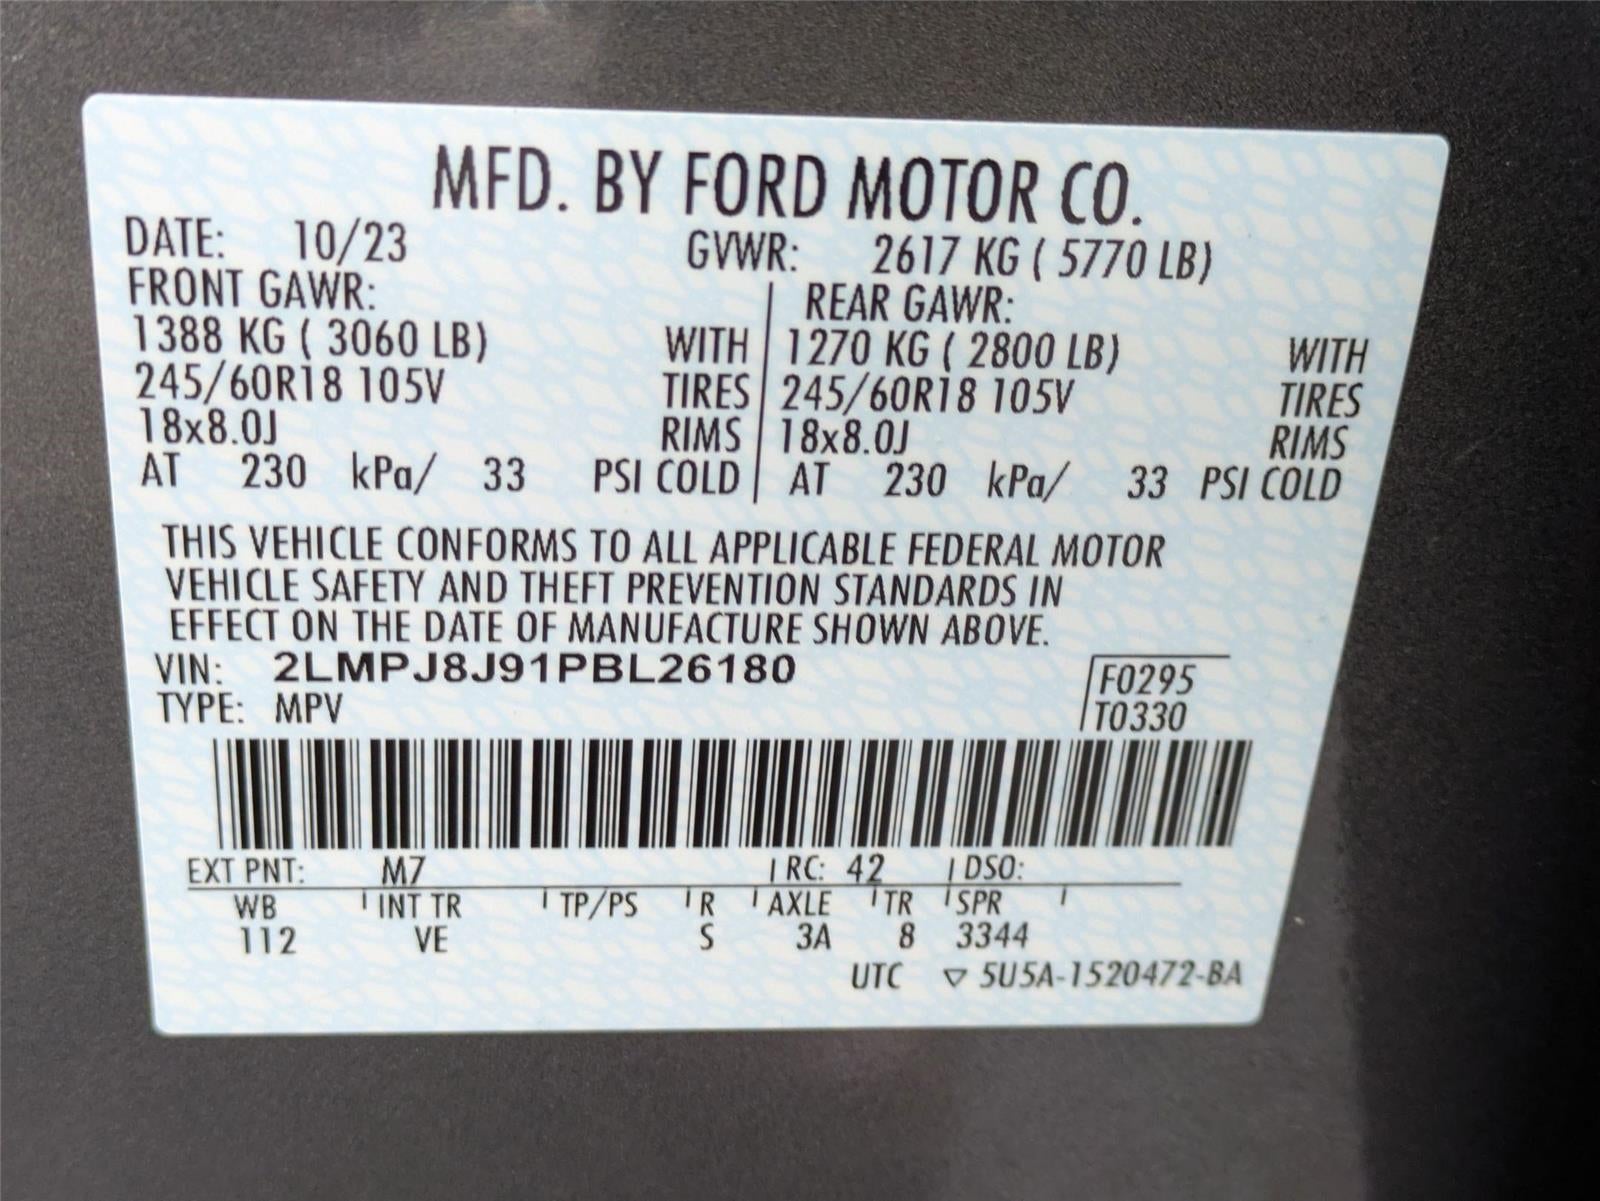 MFD. BY FORD MOTOR CO.
DATE: 10/23 GVWR: 2617 KG ( 5770 LB)
FRONT GAWR: REAR GAWR:
1388 KG ( 3060 LB) WITH 1270 KG ( 2800 LB) WITH
245/60R18 105V TIRES 245/60R18 105V TIRES
18x8.0J RIMS 18x8.0J RIMS
AT 230 kPa/ 33 PSI COLD AT 230 kPa/ 33 PSI COLD
THIS VEHICLE CONFORMS TO ALL APPLICABLE FEDERAL MOTOR
VEHICLE SAFETY AND THEFT PREVENTION STANDARDS IN
EFFECT ON THE DATE OF MANUFACTURE SHOWN ABOVE.
VIN: 2LMPJ8J91PBL26180 F0295
TYPE: MPV T0330
EXT PNT: M7 RC: 42 DSO:
WB INT TR TP/PS R AXLE TR SPR
112 VE S 3A 8 3344
UTC ▽ 5U5A-1520472-BA